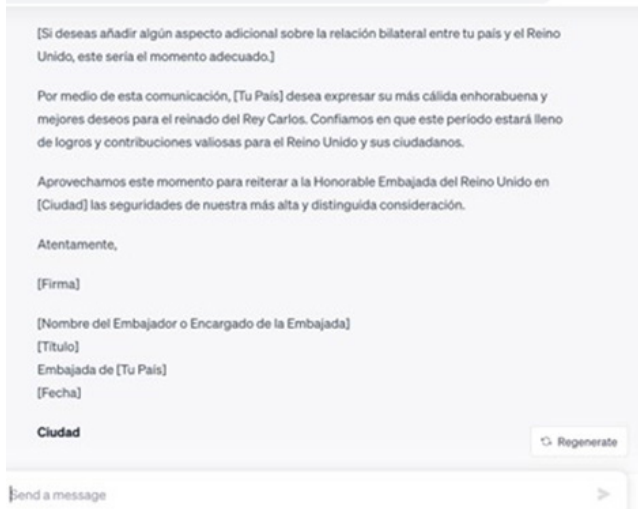 [Si deseas añadir algún aspecto adicional sobre la relación bilateral entre tu país y el Reino
Unido, este sería el momento adecuado.]
Por medio de esta comunicación, [Tu País] desea expresar su más cálida enhorabuena y
mejores deseos para el reinado del Rey Carlos. Confiamos en que este período estará lleno
de logros y contribuciones valiosas para el Reino Unido y sus ciudadanos.
Aprovechamos este momento para reiterar a la Honorable Embajada del Reino Unido en
[Ciudad] las seguridades de nuestra más alta y distinguida consideración.
Atentamente,
[Firma]
[Nombre del Embajador o Encargado de la Embajada]
[Título]
Embajada de [Tu País]
[Fecha]
Ciudad
Regenerate
Send a message